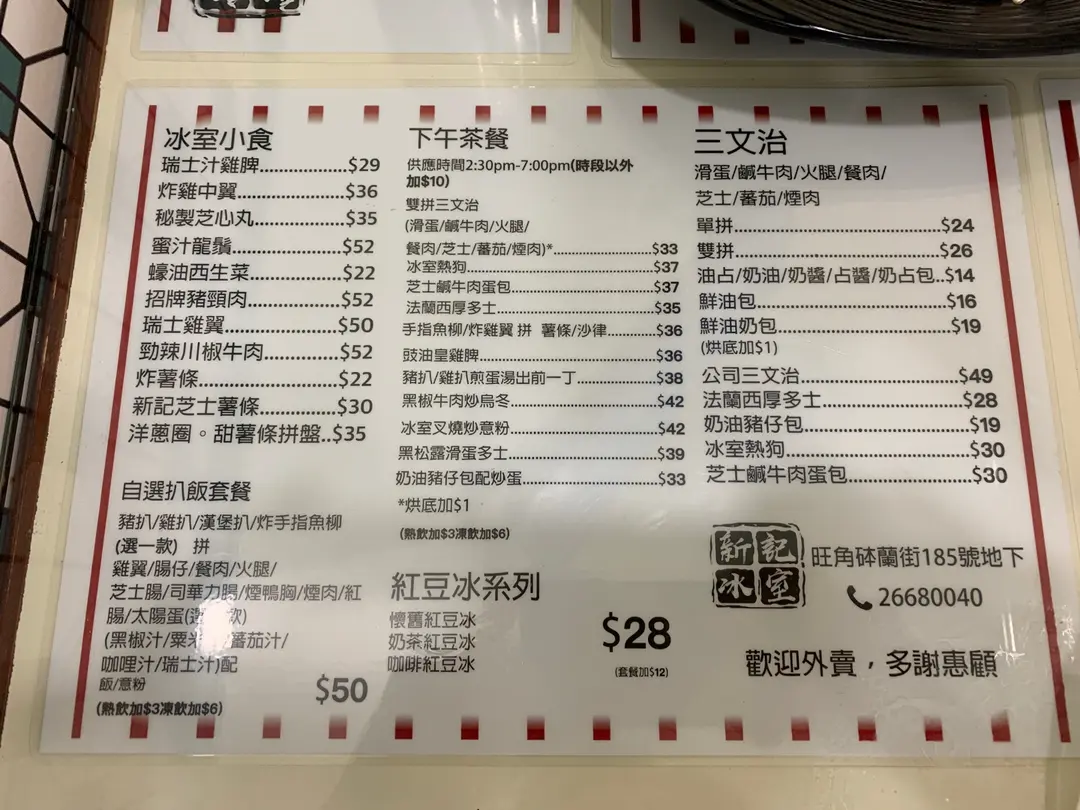 冰室小食
瑞士汁雞脾....................$29
炸雞中翼........................$36
秘製芝心丸.....................$35
蜜汁龍鬚........................$52
蠔油西生菜.....................$22
招牌豬頸肉.....................$52
瑞士雞翼........................$50
勁辣川椒牛肉..................$52
炸薯條...........................$22
新記芝士薯條..................$30
洋蔥圈。甜薯條拼盤..$35
自選扒飯套餐
豬扒/雞扒/漢堡扒/炸手指魚柳
(選一款) 拼
雞翼/腸仔/餐肉/火腿/
芝士腸/司華力腸/煙鴨胸/煙肉/紅
腸/太陽蛋(選 款)
(黑椒汁/粟米 蕃茄汁/
咖哩汁/瑞士汁)配
飯/意粉
$50
(熱飲加$3凍飲加$6)
下午茶餐
供應時間2:30pm-7:00pm(時段以外
加$10)
雙拼三文治
(滑蛋/鹹牛肉/火腿/
餐肉/芝士/蕃茄/煙肉)*.........................$33
冰室熱狗................................................$37
芝士鹹牛肉蛋包.....................................$37
法蘭西厚多士.........................................$35
手指魚柳/炸雞翼 拼 薯條/沙律............$36
豉油皇雞脾.............................................$36
豬扒/雞扒煎蛋湯出前一丁....................$38
黑椒牛肉炒烏冬.....................................$42
冰室叉燒炒意粉.....................................$42
黑松露滑蛋多士.....................................$39
奶油豬仔包配炒蛋.................................$33
*烘底加$1
(熱飲加$3凍飲加$6)
紅豆冰系列
懷舊紅豆冰
奶茶紅豆冰
咖啡紅豆冰
$28
(套餐加$12)
三文治
滑蛋/鹹牛肉/火腿/餐肉/
芝士/蕃茄/煙肉
單拼..........................................$24
雙拼..........................................$26
油占/奶油/奶醬/占醬/奶占包..$14
鮮油包......................................$16
鮮油奶包...................................$19
(烘底加$1)
公司三文治................................$49
法蘭西厚多士............................$28
奶油豬仔包................................$19
冰室熱狗....................................$30
芝士鹹牛肉蛋包........................$30
新記
冰室
旺角砵蘭街185號地下
26680040
歡迎外賣，多謝惠顧